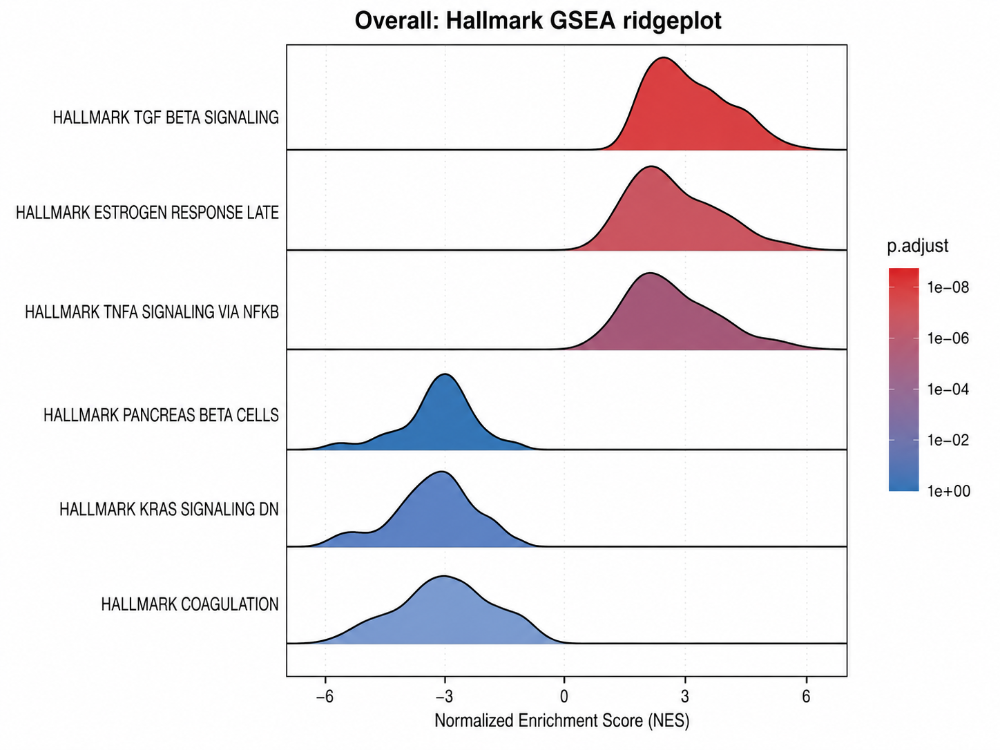 Overall: Hallmark GSEA ridgeplot
HALLMARK TGF BETA SIGNALING
HALLMARK ESTROGEN RESPONSE LATE
HALLMARK TNFA SIGNALING VIA NFKB
HALLMARK PANCREAS BETA CELLS
HALLMARK KRAS SIGNALING DN
HALLMARK COAGULATION
−6 −3 0 3 6
Normalized Enrichment Score (NES)
p.adjust
1e−08
1e−06
1e−04
1e−02
1e+00